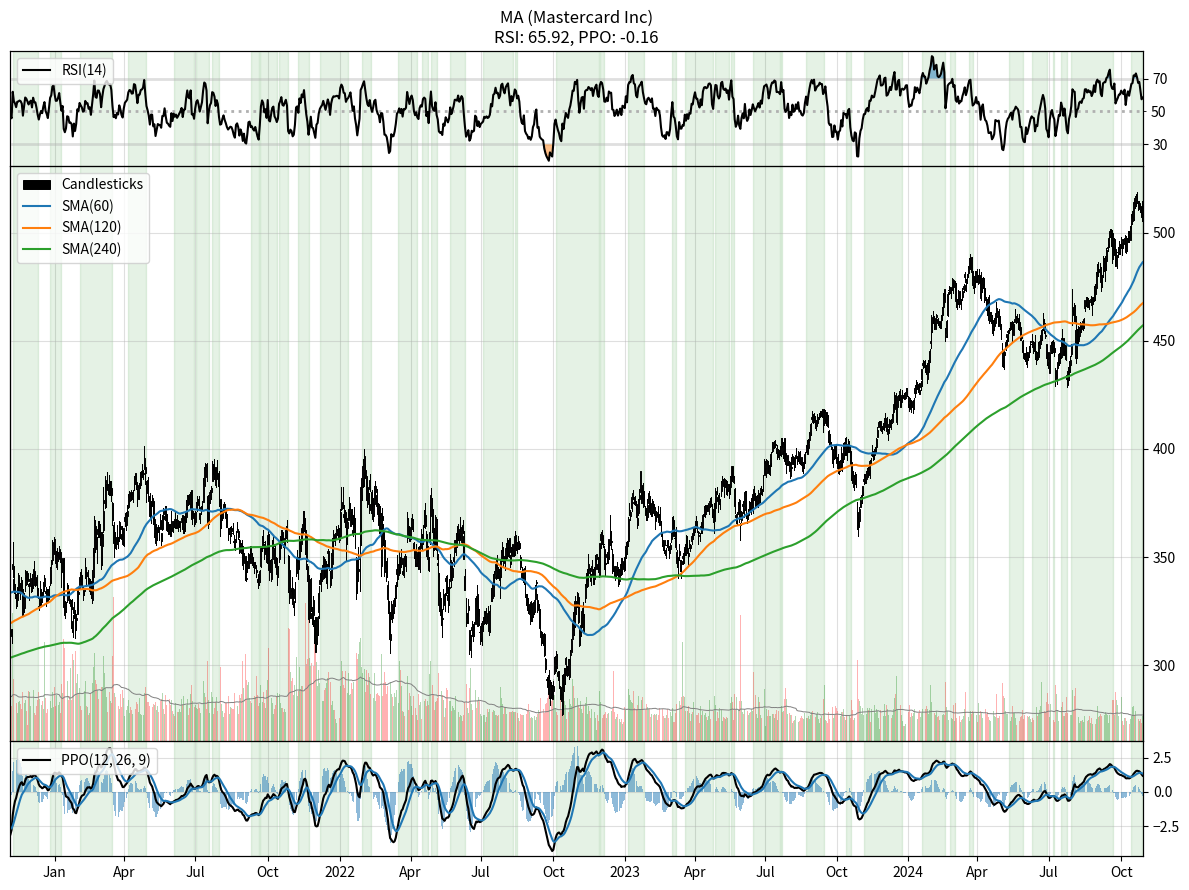 MA (Mastercard Inc)
RSI: 65.92, PPO: -0.16
RSI(14)
70
50
30
Candlesticks
SMA(60)
SMA(120)
SMA(240)
500
450
400
350
300
PPO(12, 26, 9)
2.5
0.0
−2.5
Jan Apr Jul Oct 2022 Apr Jul Oct 2023 Apr Jul Oct 2024 Apr Jul Oct